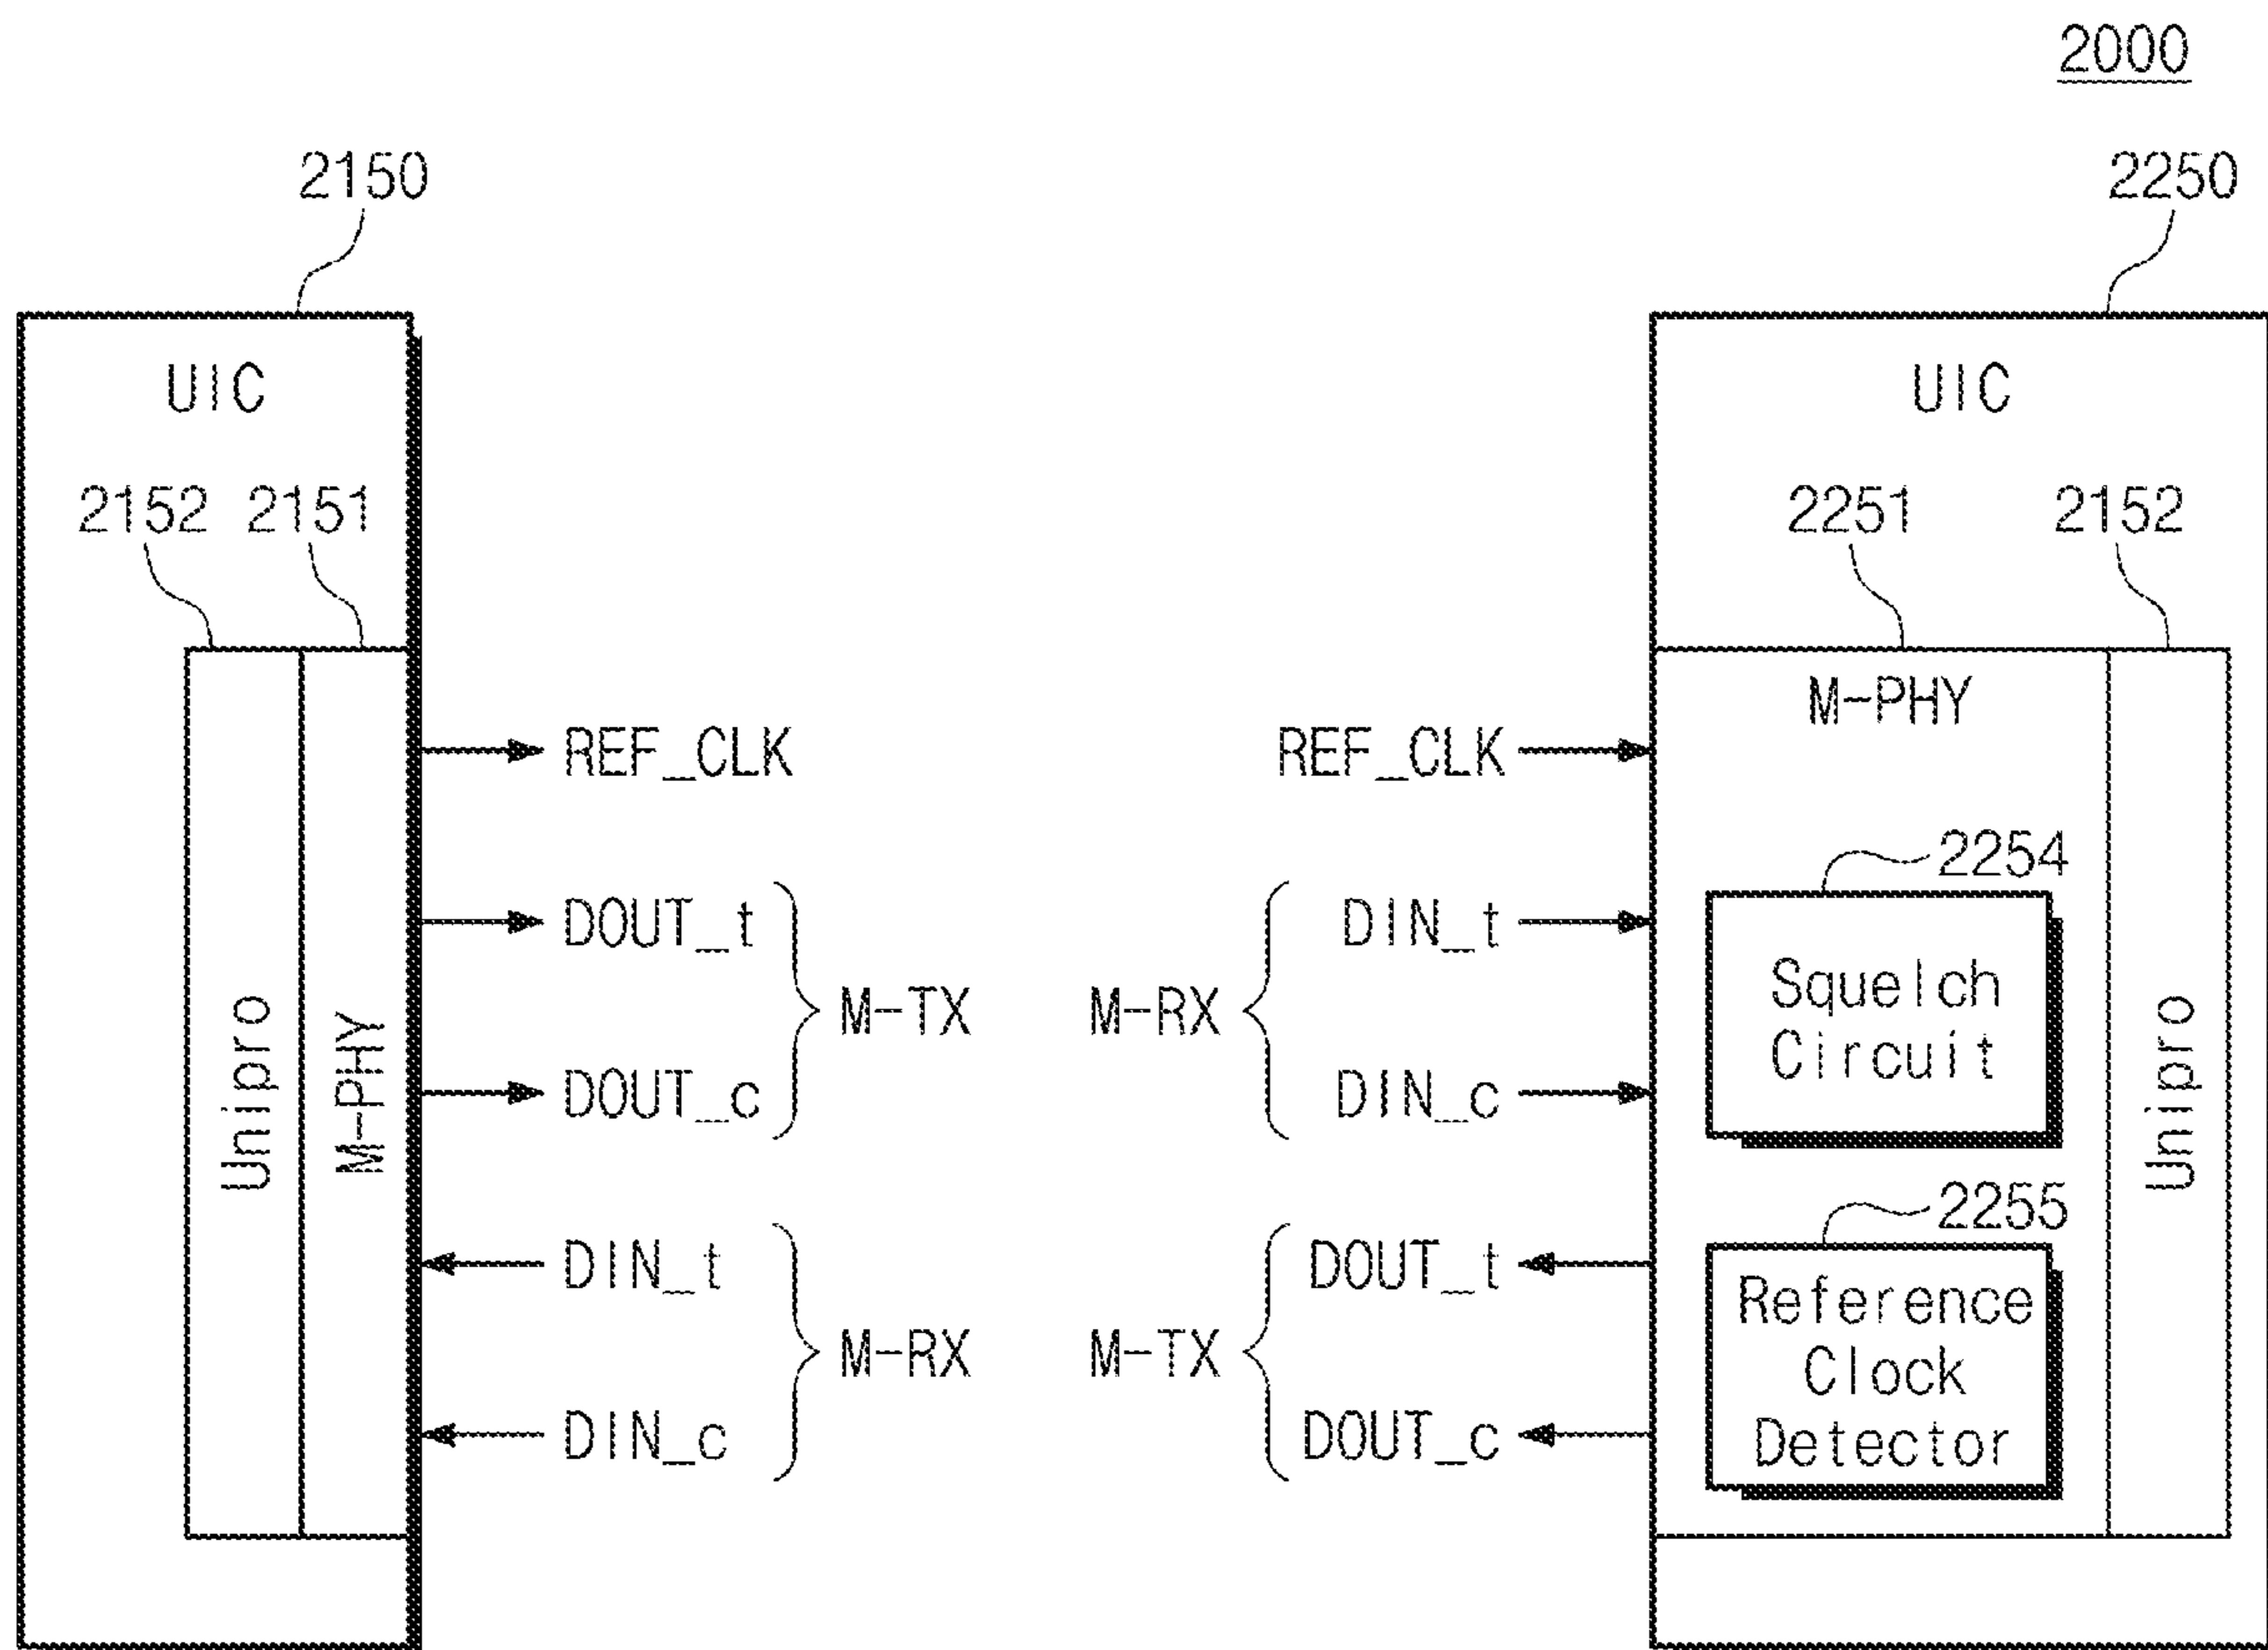 2000
2150
2250
UIC
UIC
2152 2151
2251 2152
Unipro
M-PHY
REF_CLK
DOUT_t
DOUT_c
M-TX
DIN_t
DIN_c
M-RX
REF_CLK
DIN_t
DIN_c
M-RX
DOUT_t
DOUT_c
M-TX
M-PHY
2254
Squelch
Circuit
2255
Reference
Clock
Detector
Unipro